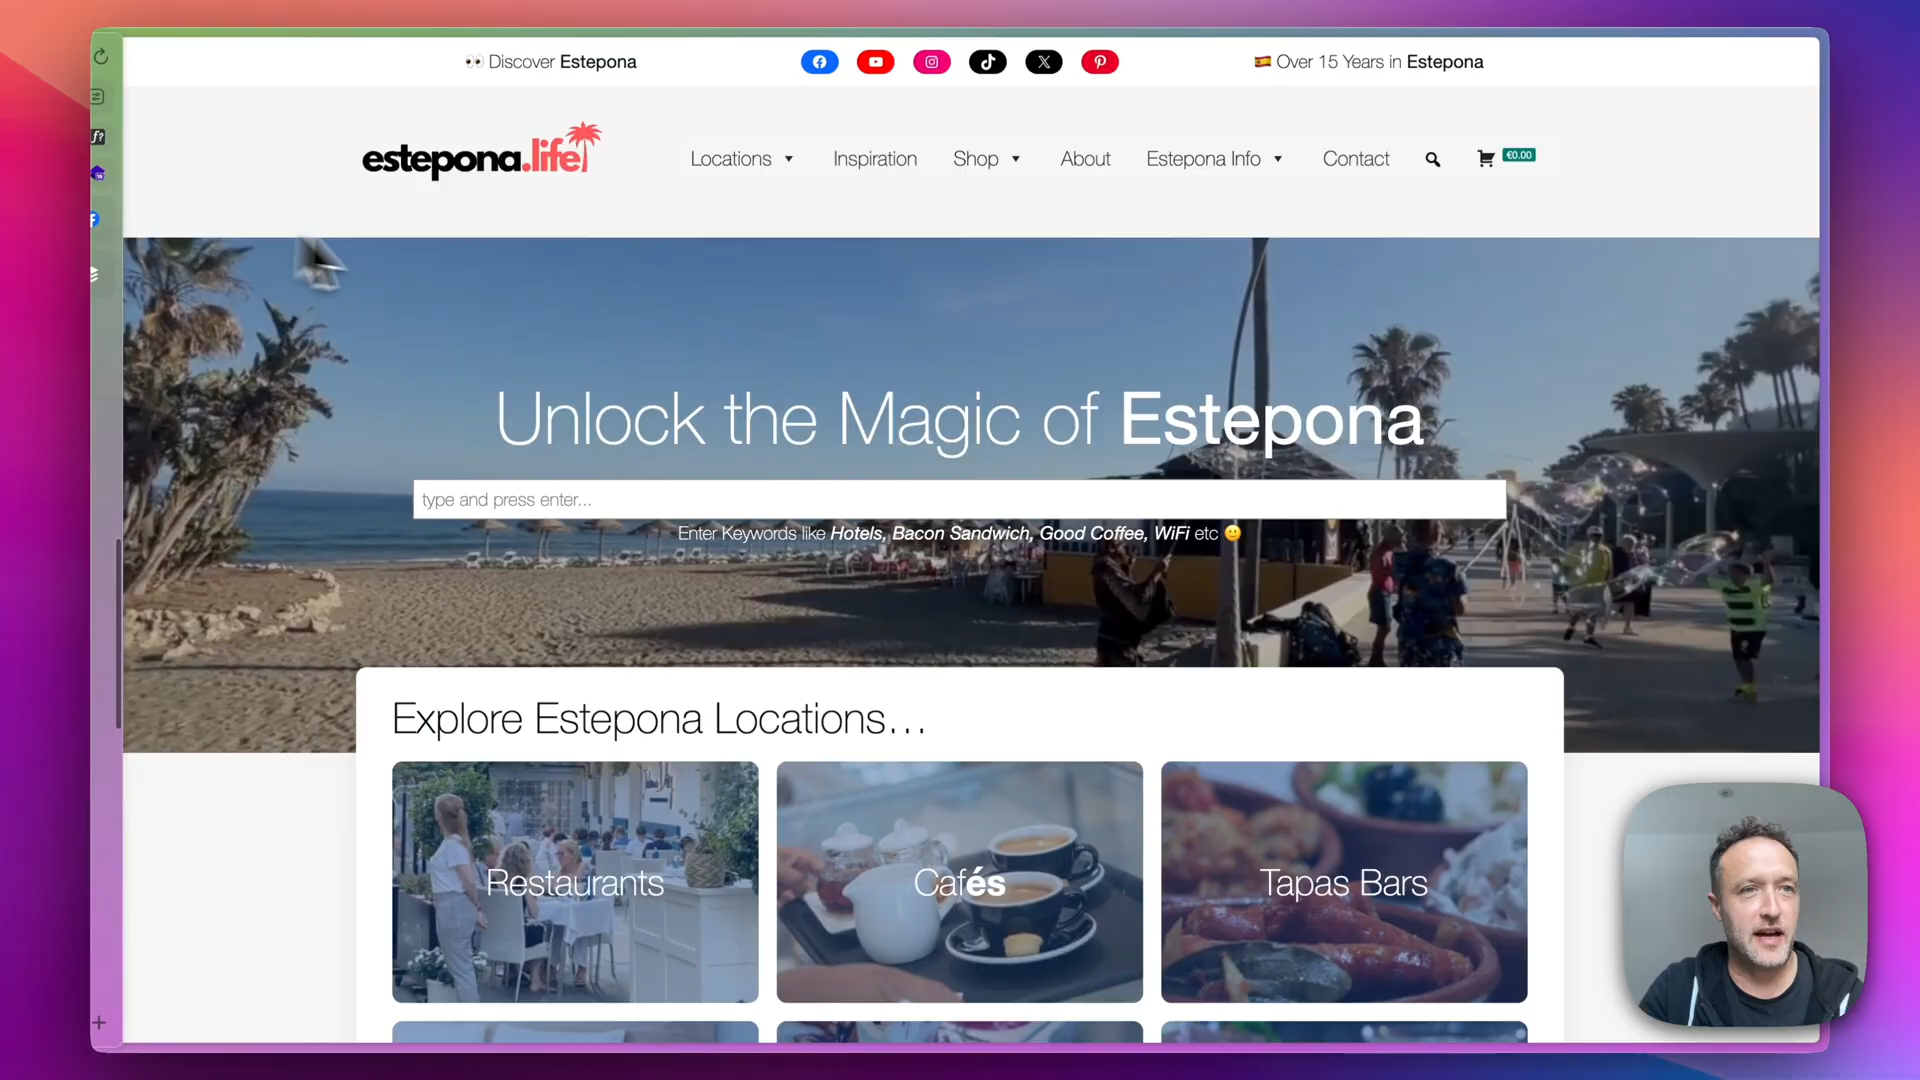 👀 Discover Estepona
🇪🇸 Over 15 Years in Estepona
estepona.life
Locations
Inspiration
Shop
About
Estepona Info
Contact
€0.00
Unlock the Magic of Estepona
type and press enter...
Enter Keywords like Hotels, Bacon Sandwich, Good Coffee, WiFi etc 🙂
Explore Estepona Locations…
Restaurants
Cafés
Tapas Bars